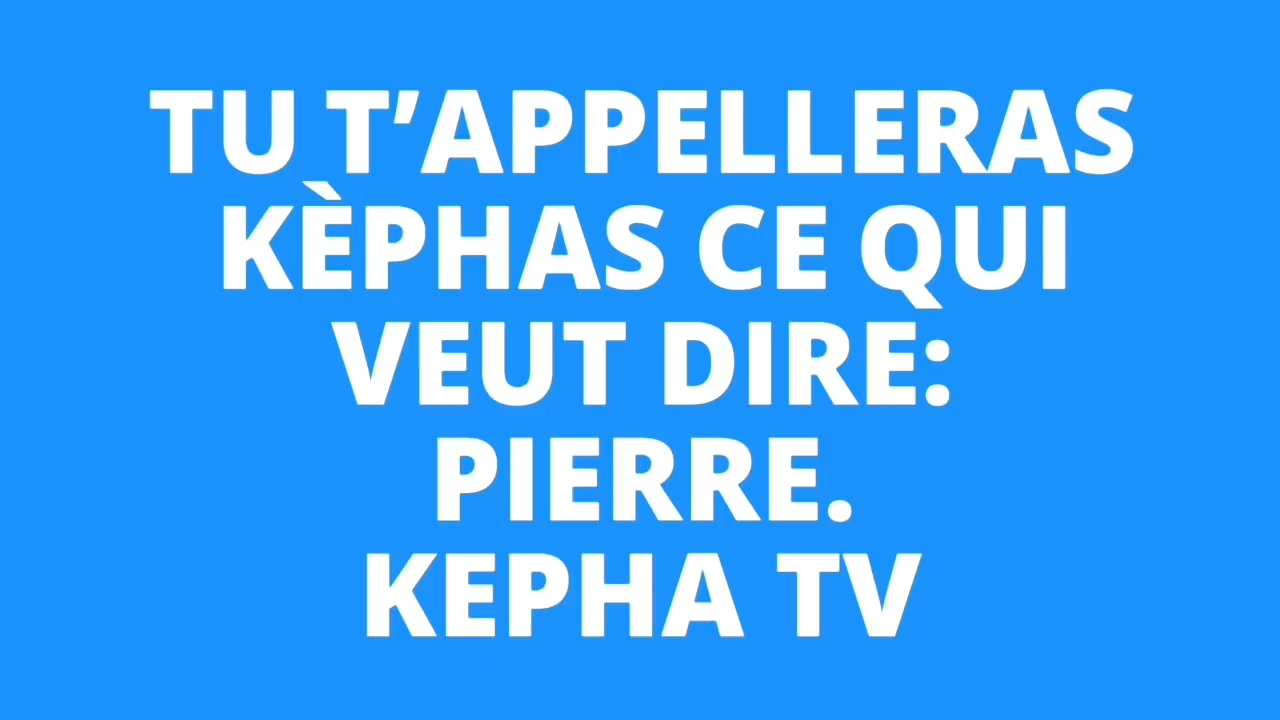 TU T’APPELLERAS
KÈPHAS CE QUI
VEUT DIRE:
PIERRE.
KEPHA TV